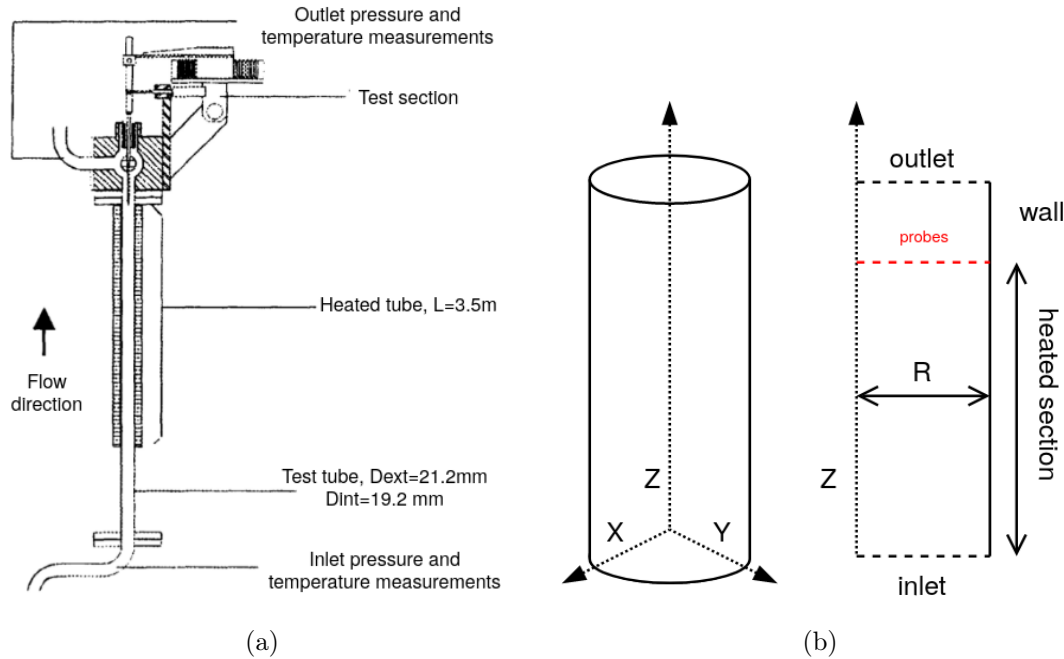 Outlet pressure and
temperature measurements
Test section
Heated tube, L=3.5m
Flow
direction
Test tube, Dext=21.2mm
Dint=19.2 mm
Inlet pressure and
temperature measurements
(a)
Z
X
Y
outlet
wall
probes
heated section
R
Z
inlet
(b)